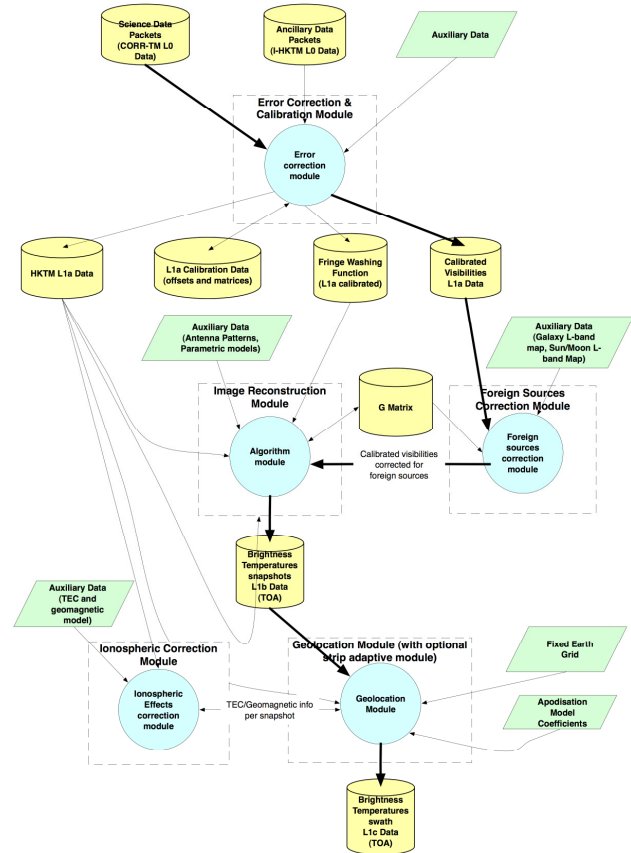 Science Data
Packets
(CORR-TM L0
Data)
Ancillary Data
Packets
(I-HKTM L0 Data)
Auxiliary Data
Error Correction &
Calibration Module
Error
correction
module
HKTM L1a Data
L1a Calibration Data
(offsets and matrices)
Fringe Washing
Function
(L1a calibrated)
Calibrated
Visibilities
L1a Data
Auxiliary Data
(Antenna Patterns,
Parametric models)
Auxiliary Data
(Galaxy L-band
map, Sun/Moon L-
band Map)
Image Reconstruction
Module
G Matrix
Foreign Sources
Correction Module
Algorithm
module
Calibrated visibilities
corrected for
foreign sources
Foreign
sources
correction
module
Brightness
Temperatures
snapshots
L1b Data
(TOA)
Auxiliary Data
(TEC and
geomagnetic
model)
Ionospheric Correction
Module
Geolocation Module (with optional
strip adaptive module)
Fixed Earth
Grid
Ionospheric
Effects
correction
module
TEC/Geomagnetic info
per snapshot
Geolocation
Module
Apodisation
Model
Coefficients
Brightness
Temperatures
swath
L1c Data
(TOA)